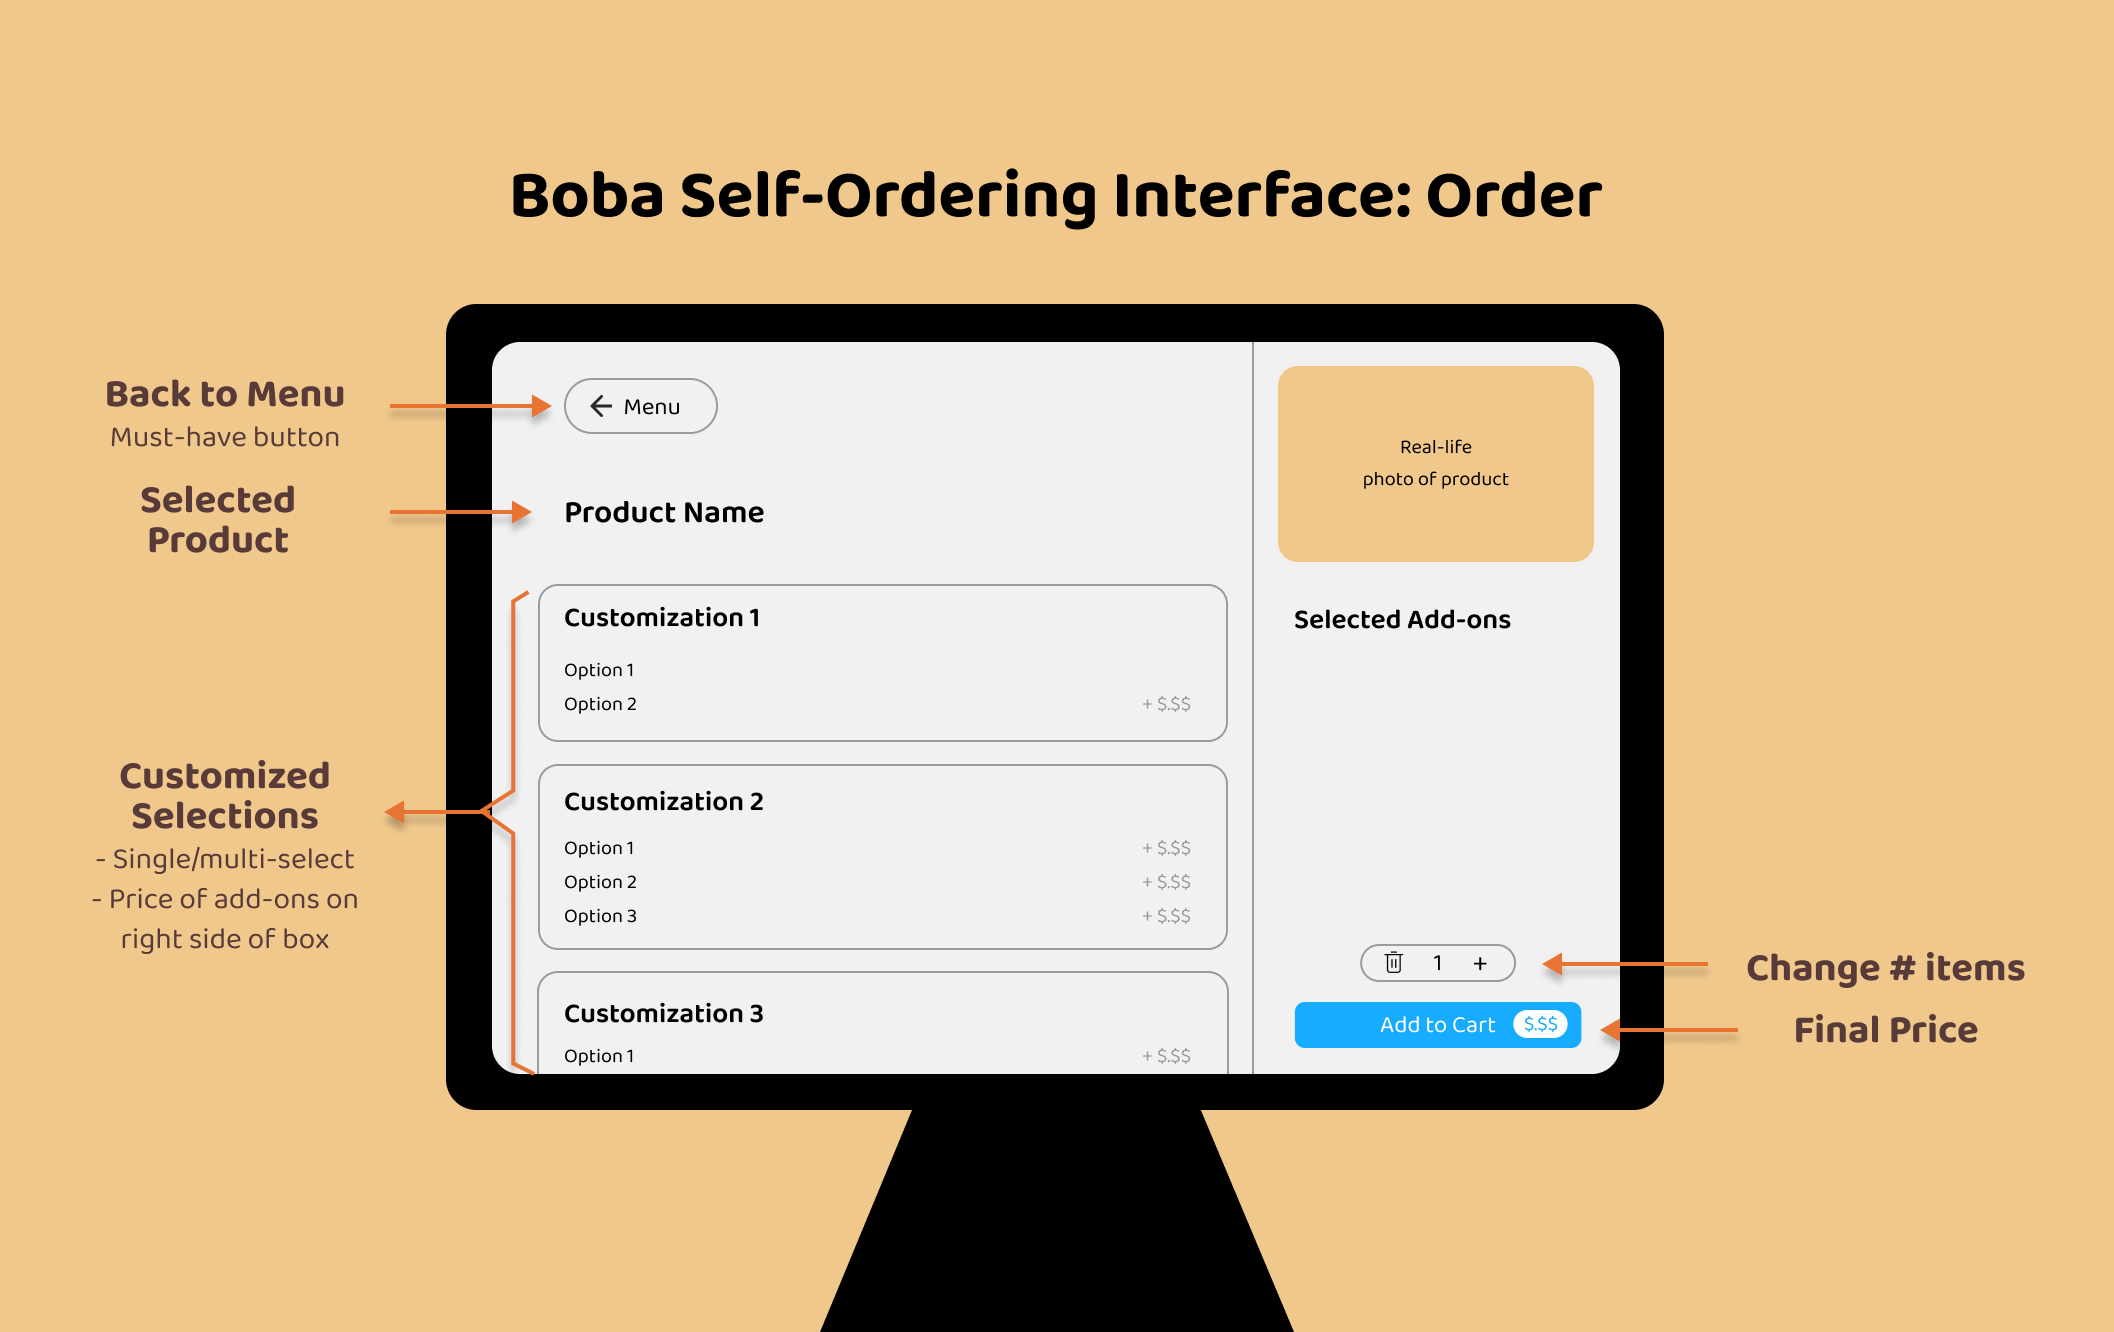 Boba Self-Ordering Interface: Order
Back to Menu
Must-have button
Selected
Product
Customized
Selections
- Single/multi-select
- Price of add-ons on
right side of box
Menu
Product Name
Customization 1
Option 1
Option 2 + $.$$
Customization 2
Option 1 + $.$$
Option 2 + $.$$
Option 3 + $.$$
Customization 3
Option 1 + $.$$
Real-life
photo of product
Selected Add-ons
1 +
Add to Cart $.$$
Change # items
Final Price